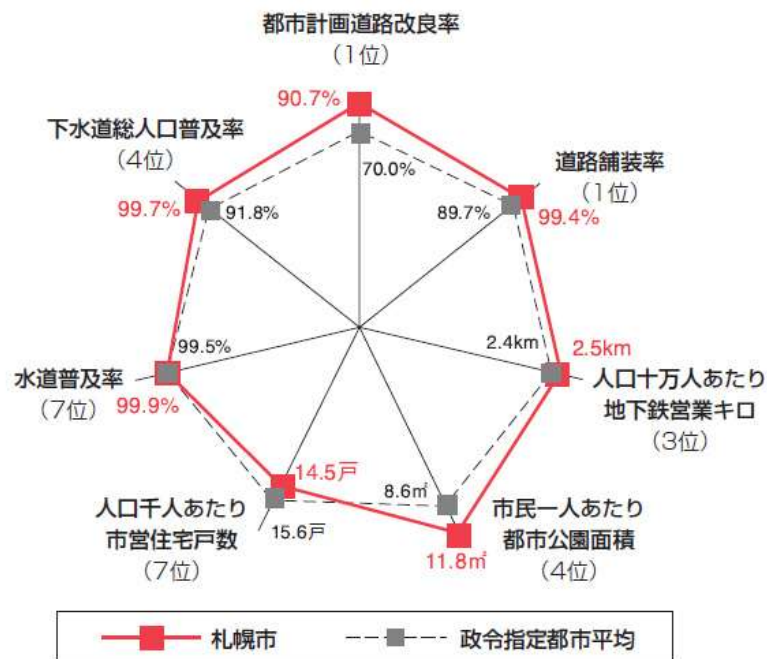 都市計画道路改良率
(1位)
90.7%
70.0%
下水道総人口普及率
(4位)
99.7%
91.8%
道路舗装率
(1位)
89.7%
99.4%
2.4km
2.5km
人口十万人あたり
地下鉄営業キロ
(3位)
99.5%
水道普及率
(7位)
99.9%
14.5戸
人口千人あたり
市営住宅戸数
(7位)
15.6戸
8.6㎡
市民一人あたり
都市公園面積
(4位)
11.8㎡
札幌市
政令指定都市平均